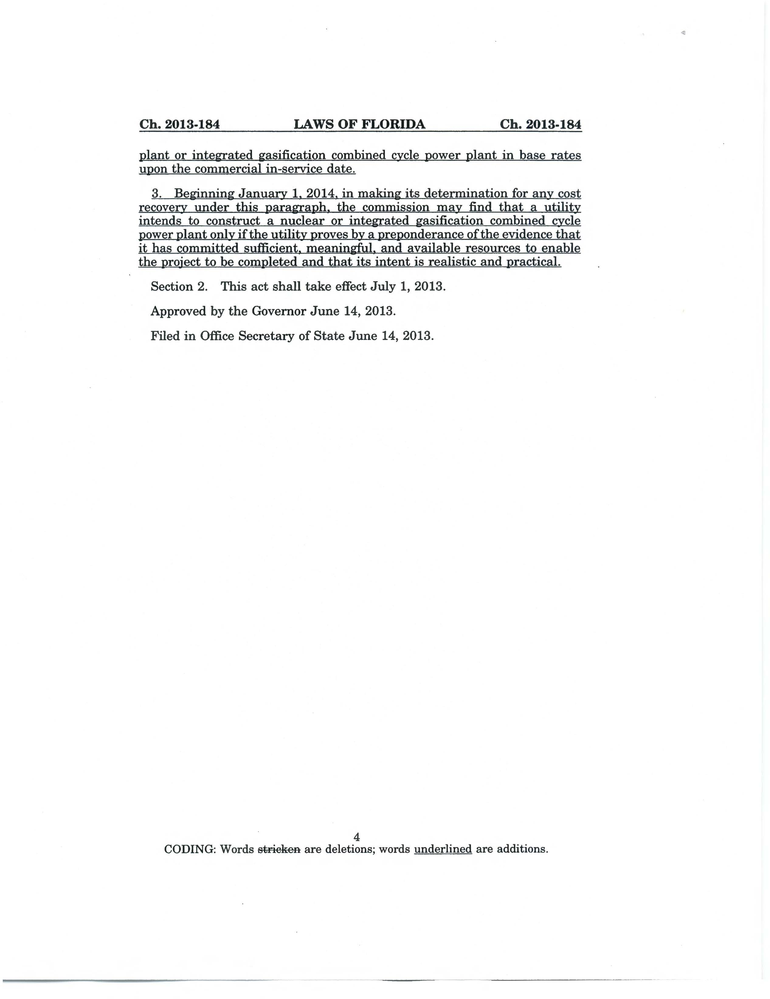 Ch. 2013-184 LAWS OF FLORIDA Ch. 2013-184
plant or integrated gasification combined cycle power plant in base rates
upon the commercial in-service date.
3. Beginning January 1, 2014, in making its determination for any cost
recovery under this paragraph, the commission may find that a utility
intends to construct a nuclear or integrated gasification combined cycle
power plant only if the utility proves by a preponderance of the evidence that
it has committed sufficient, meaningful, and available resources to enable
the project to be completed and that its intent is realistic and practical.
Section 2. This act shall take effect July 1, 2013.
Approved by the Governor June 14, 2013.
Filed in Office Secretary of State June 14, 2013.
4
CODING: Words stricken are deletions; words underlined are additions.